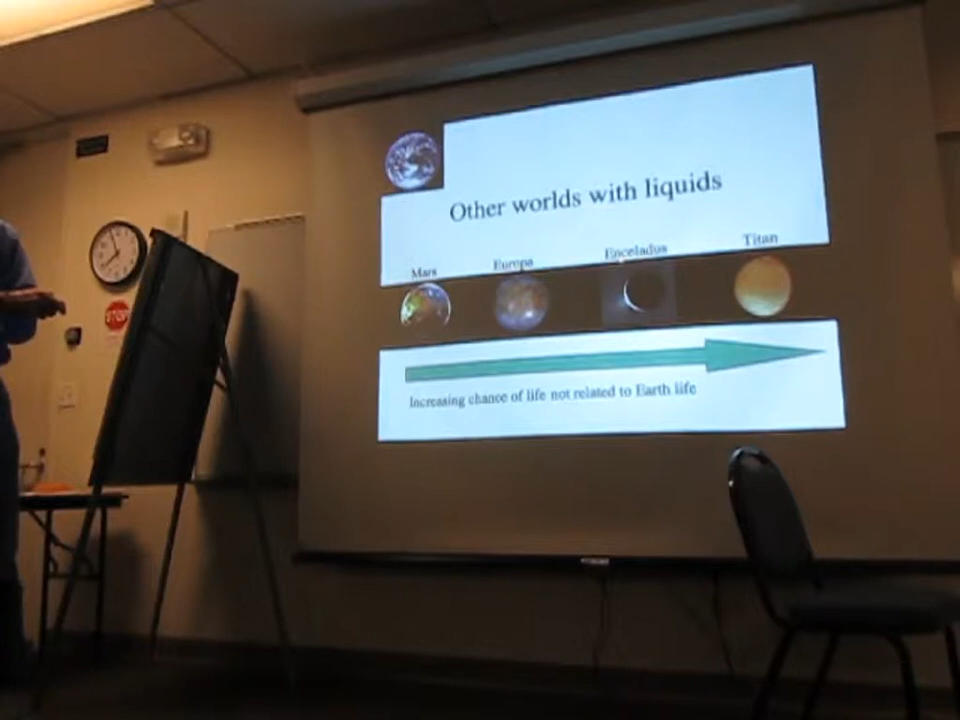 Other worlds with liquids
Mars Europa Enceladus Titan
Increasing chance of life not related to Earth life
STOP